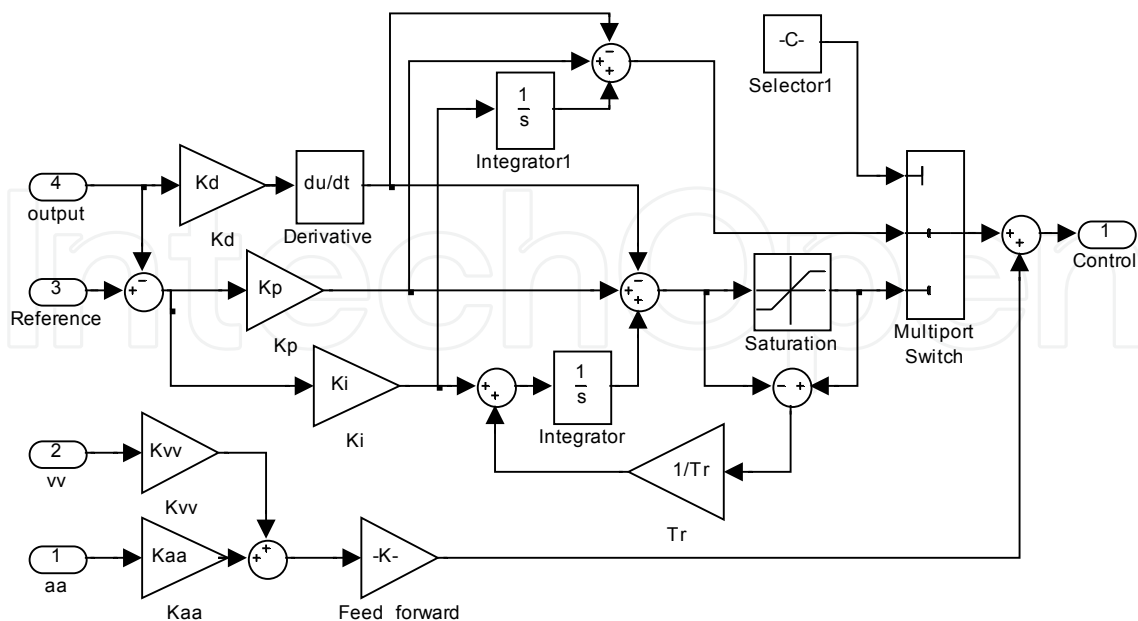 -C-
Selector1
1
s
Integrator1
4
output
Kd
Kd
du/dt
Derivative
3
Reference
Kp
Kp
Ki
Ki
1
s
Integrator
Saturation
Multiport
Switch
1
Control
1/Tr
Tr
2
vv
Kvv
Kvv
1
aa
Kaa
Kaa
-K-
Feed forward
IntechOpen